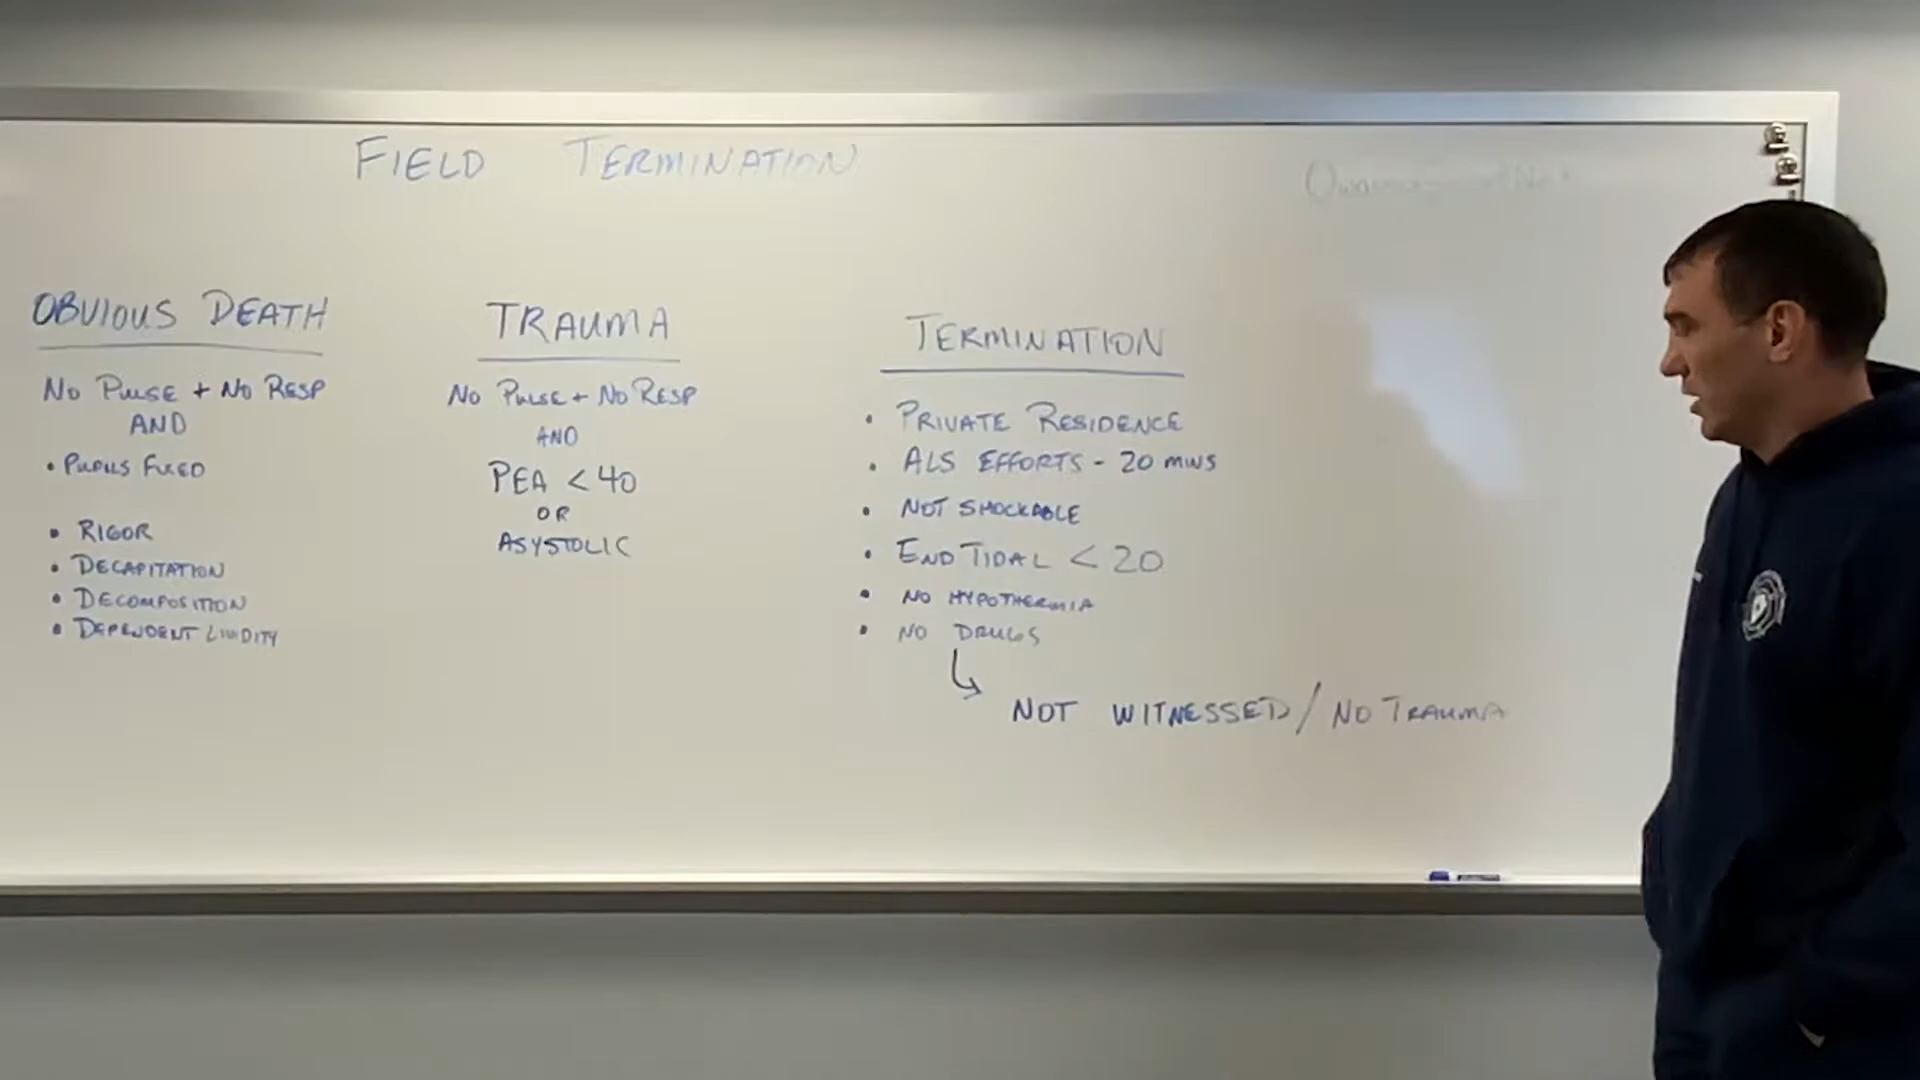 FIELD TERMINATION
OBVIOUS DEATH
No PULSE + No RESP
AND
• PUPILS FIXED
• RIGOR
• DECAPITATION
• DECOMPOSITION
• DEPENDENT LIVIDITY
TRAUMA
No PULSE + No RESP
AND
PEA < 40
OR
ASYSTOLIC
TERMINATION
• PRIVATE RESIDENCE
• ALS EFFORTS - 20 MINS
• NOT SHOCKABLE
• END TIDAL < 20
• NO HYPOTHERMIA
• NO DRUGS
↳ NOT WITNESSED / NO TRAUMA